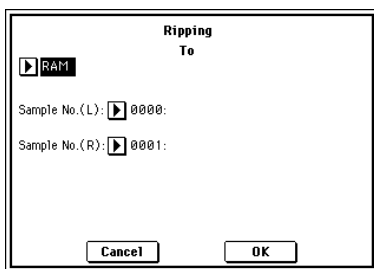 Ripping
To
RAM
Sample No.(L): 0000:
Sample No.(R): 0001:
Cancel OK